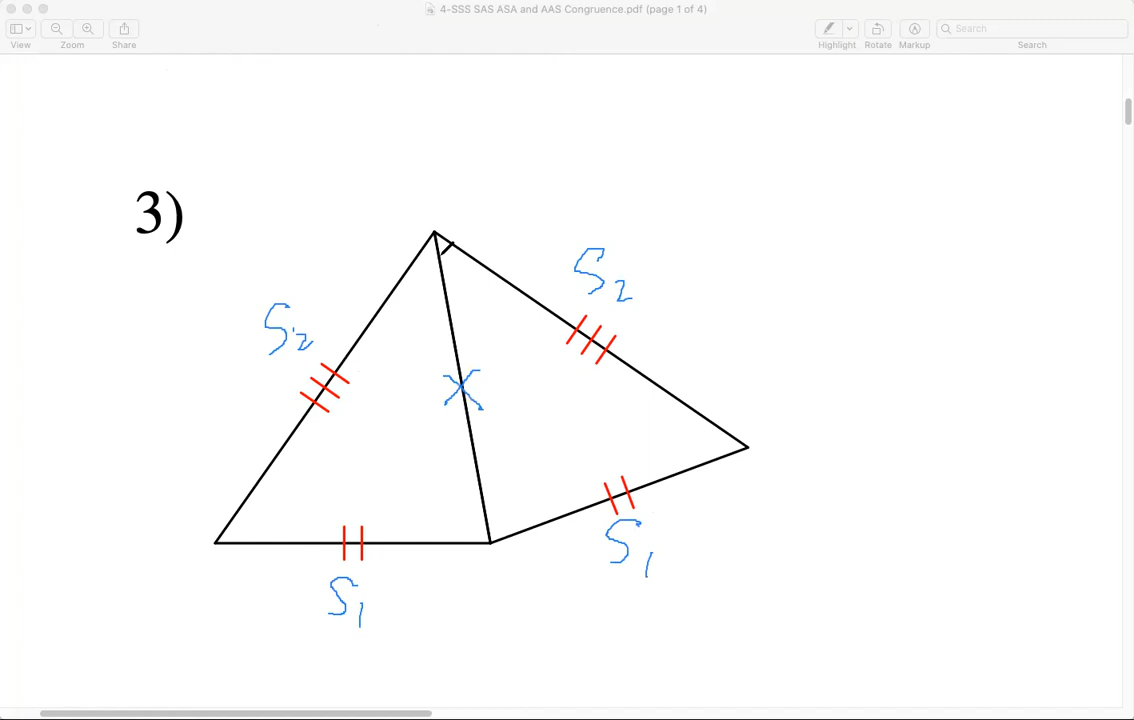 4-SSS SAS ASA and AAS Congruence.pdf (page 1 of 4)
View Zoom Share Highlight Rotate Markup Search
Search
3)
S2
S2
X
S1
S1